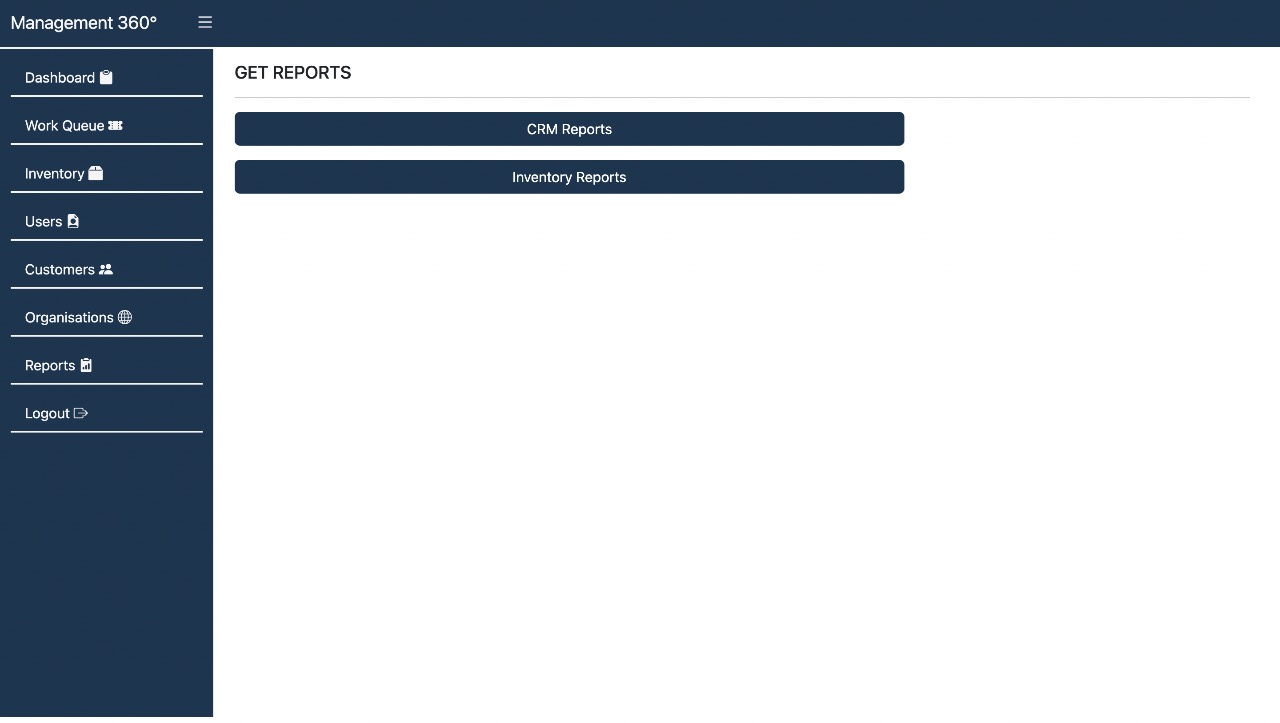 Management 360°
Dashboard
Work Queue
Inventory
Users
Customers
Organisations
Reports
Logout
GET REPORTS
CRM Reports
Inventory Reports